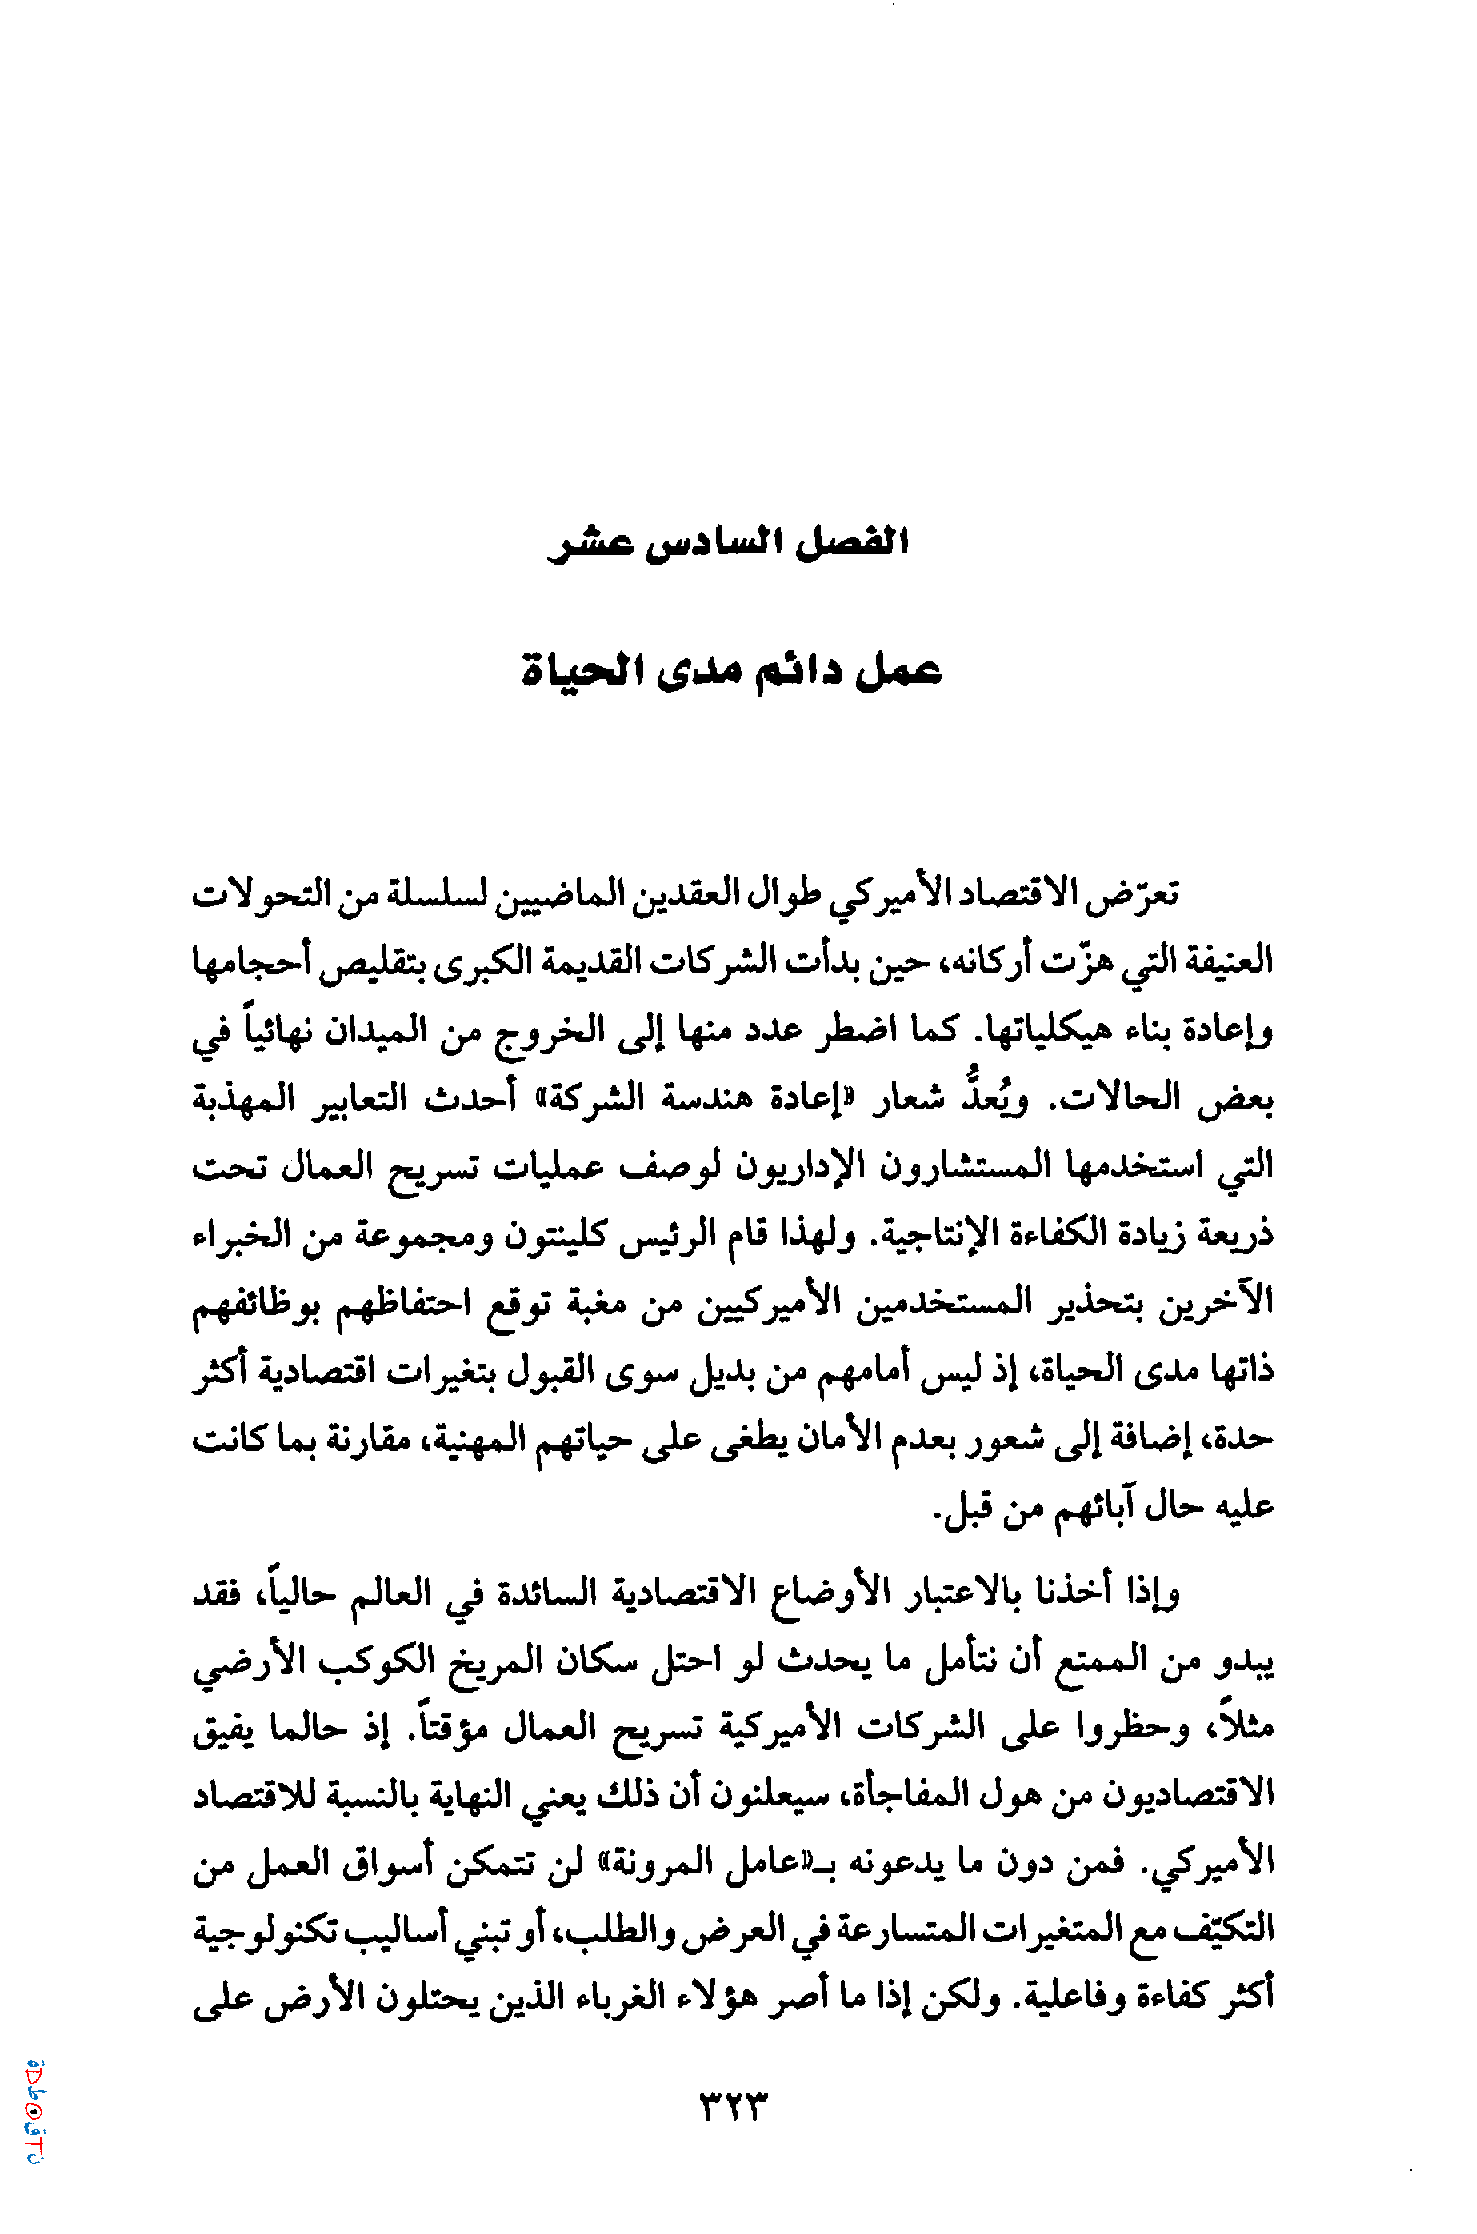 الفصل السادس عشر
عمل دائم مدى الحياة
تعرّض الاقتصاد الأميركي طوال العقدين الماضيين لسلسلة من التحولات
العنيفة التي هزّت أركانه، حين بدأت الشركات القديمة الكبرى بتقليص أحجامها
وإعادة بناء هيكلياتها. كما اضطر عدد منها إلى الخروج من الميدان نهائياً في
بعض الحالات. ويُعدُّ شعار «إعادة هندسة الشركة» أحدث التعابير المهذبة
التي استخدمها المستشارون الإداريون لوصف عمليات تسريح العمال تحت
ذريعة زيادة الكفاءة الإنتاجية. ولهذا قام الرئيس كلينتون ومجموعة من الخبراء
الآخرين بتحذير المستخدمين الأميركيين من مغبة توقع احتفاظهم بوظائفهم
ذاتها مدى الحياة، إذ ليس أمامهم من بديل سوى القبول بتغيرات اقتصادية أكثر
حدة، إضافة إلى شعور بعدم الأمان يطغى على حياتهم المهنية، مقارنة بما كانت
عليه حال آبائهم من قبل.
وإذا أخذنا بالاعتبار الأوضاع الاقتصادية السائدة في العالم حالياً، فقد
يبدو من الممتع أن نتأمل ما يحدث لو احتل سكان المريخ الكوكب الأرضي
مثلاً، وحظروا على الشركات الأميركية تسريح العمال مؤقتاً. إذ حالما يفيق
الاقتصاديون من هول المفاجأة، سيعلنون أن ذلك يعني النهاية بالنسبة للاقتصاد
الأميركي. فمن دون ما يدعونه بـ«عامل المرونة» لن تتمكن أسواق العمل من
التكيّف مع المتغيرات المتسارعة في العرض والطلب، أو تبني أساليب تكنولوجية
أكثر كفاءة وفاعلية. ولكن إذا ما أصر هؤلاء الغرباء الذين يحتلون الأرض على
٣٢٣